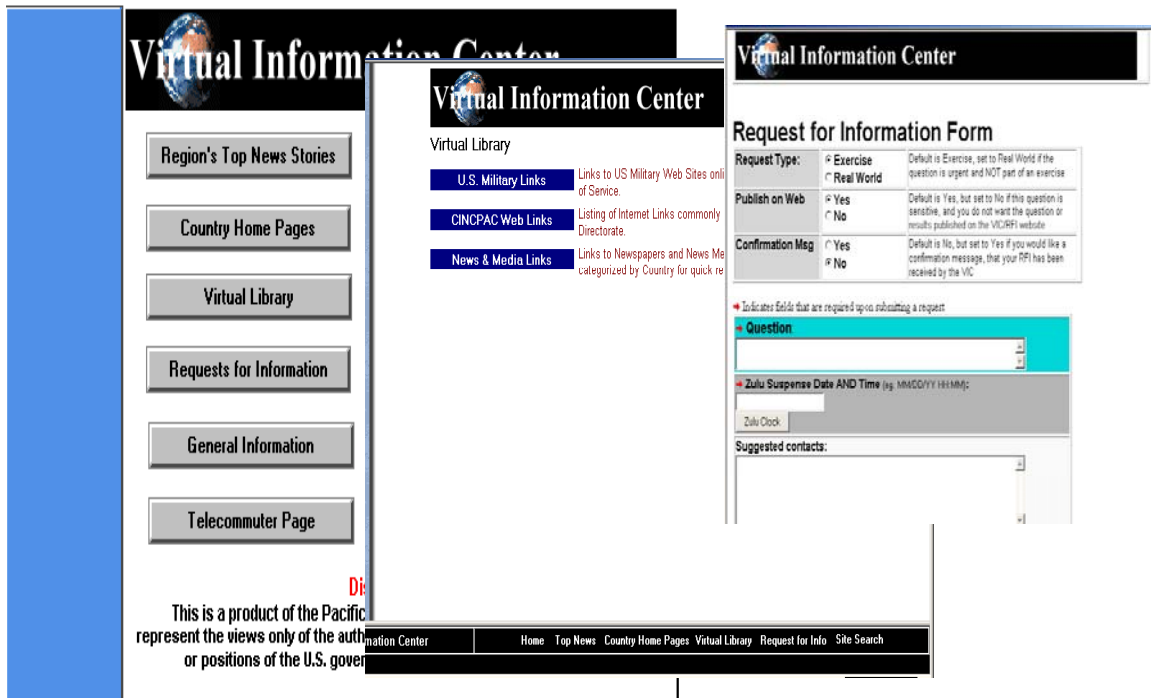 Virtual Information Center
Region's Top News Stories
Country Home Pages
Virtual Library
Requests for Information
General Information
Telecommuter Page
Dis
This is a product of the Pacific
represent the views only of the auth
or positions of the U.S. gover
Virtual Information Center
Virtual Library
U.S. Military Links
Links to US Military Web Sites onli
of Service.
CINCPAC Web Links
Listing of Internet Links commonly
Directorate.
News & Media Links
Links to Newspapers and News Me
categorized by Country for quick re
mation Center
Home Top News Country Home Pages Virtual Library Request for Info Site Search
Virtual Information Center
Request for Information Form
Request Type:
Exercise
Real World
Default is Exercise, set to Real World if the
question is urgent and NOT part of an exercise
Publish on Web
Yes
No
Default is Yes, but set to No if this question is
sensitive, and you do not want the question or
results published on the VIC/RFI website
Confirmation Msg
Yes
No
Default is No, but set to Yes if you would like a
confirmation message, that your RFI has been
received by the VIC
Indicates fields that are required upon submitting a request
Question:
Zulu Suspense Date AND Time (eg. MM/DD/YY HH:MM):
Zulu Clock
Suggested contacts: